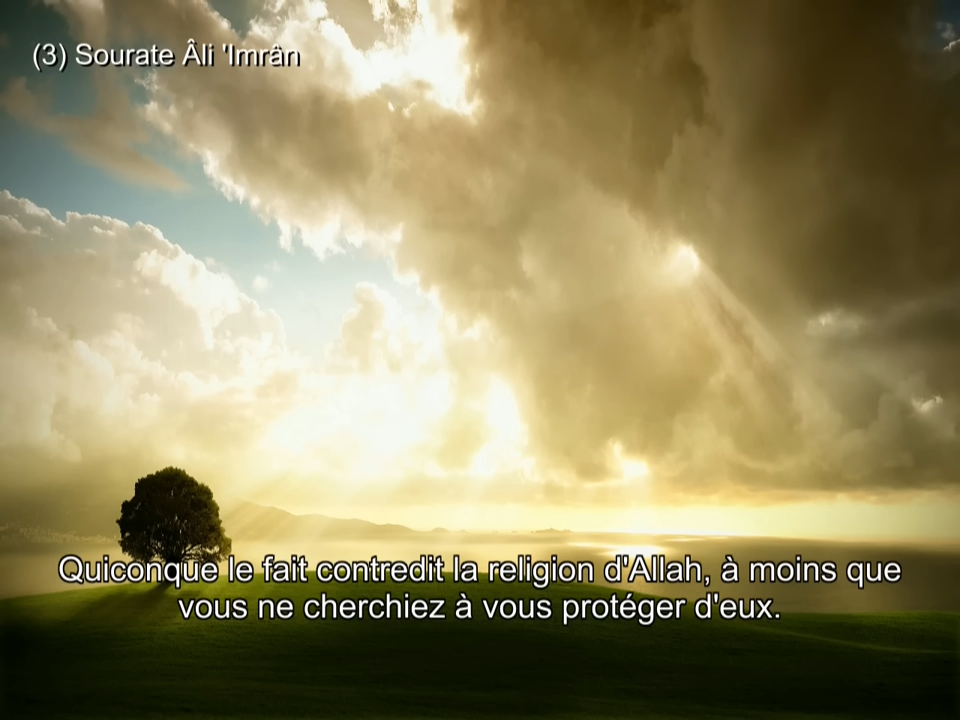 (3) Sourate Âli 'Imrân
Quiconque le fait contredit la religion d'Allah, à moins que
vous ne cherchiez à vous protéger d'eux.